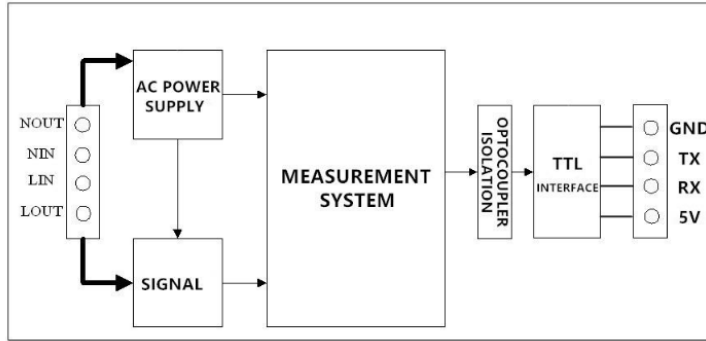 NOUT
NIN
LIN
LOUT
AC POWER
SUPPLY
SIGNAL
MEASUREMENT
SYSTEM
OPTOCOUPLER
ISOLATION
TTL
INTERFACE
GND
TX
RX
5V